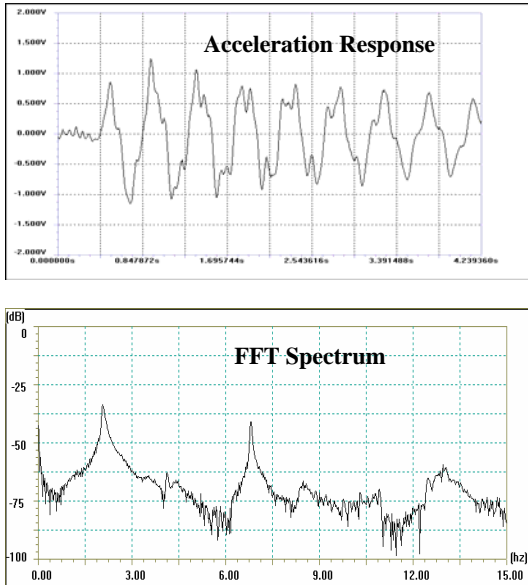 2.000V
Acceleration Response
1.500V
1.000V
0.500V
0.000V
-0.500V
-1.000V
-1.500V
-2.000V
0.000000s 0.847872s 1.695744s 2.543616s 3.391488s 4.239360s
(dB)
0
FFT Spectrum
-25
-50
-75
-100
0.00 3.00 6.00 9.00 12.00 15.00
(hz)